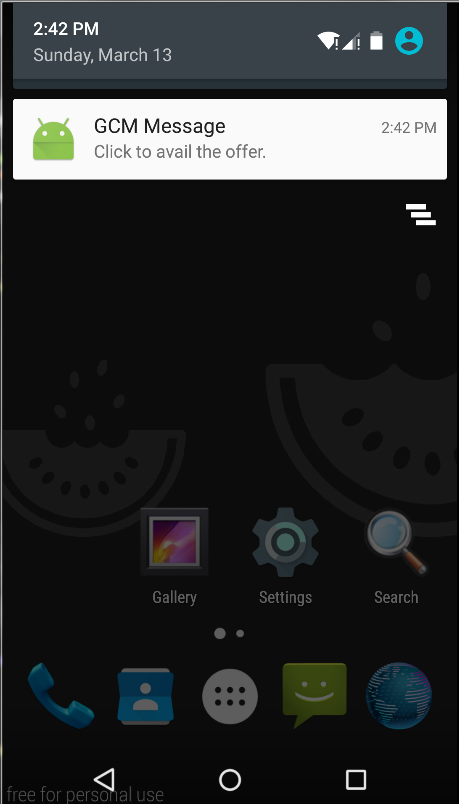 2:42 PM
Sunday, March 13
GCM Message
2:42 PM
Click to avail the offer.
Gallery
Settings
Search
free for personal use